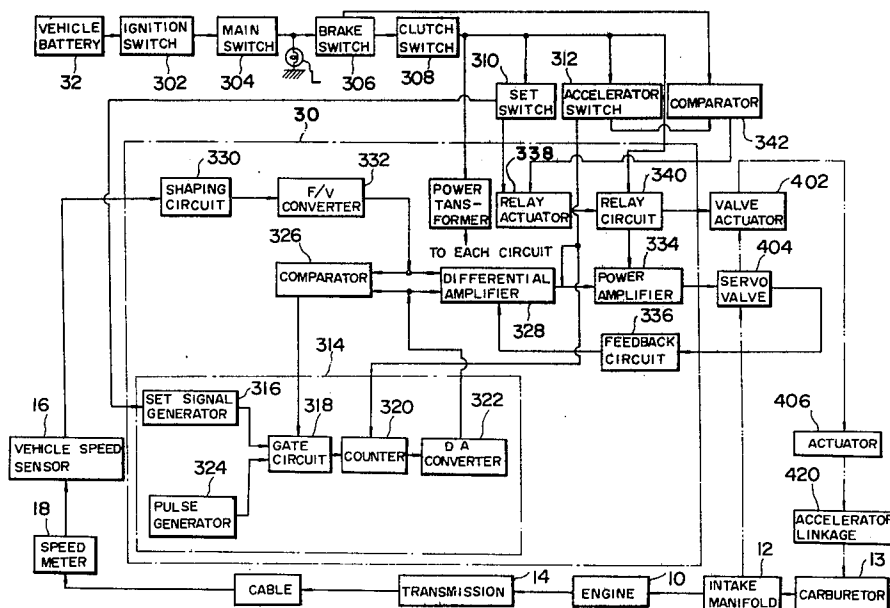 VEHICLE BATTERY
32
IGNITION SWITCH
302
MAIN SWITCH
304
BRAKE SWITCH
306
CLUTCH SWITCH
308
310
SET SWITCH
312
ACCELERATOR SWITCH
COMPARATOR
342
30
330
SHAPING CIRCUIT
332
F/V CONVERTER
POWER TANS-FORMER
TO EACH CIRCUIT
338
RELAY ACTUATOR
340
RELAY CIRCUIT
402
VALVE ACTUATOR
326
COMPARATOR
DIFFERENTIAL AMPLIFIER
328
334
POWER AMPLIFIER
404
SERVO VALVE
336
FEEDBACK CIRCUIT
314
316
SET SIGNAL GENERATOR
318
GATE CIRCUIT
320
COUNTER
322
D A CONVERTER
324
PULSE GENERATOR
16
VEHICLE SPEED SENSOR
18
SPEED METER
CABLE
14
TRANSMISSION
10
ENGINE
12
INTAKE MANIFOLD
13
CARBURETOR
406
ACTUATOR
420
ACCELERATOR LINKAGE